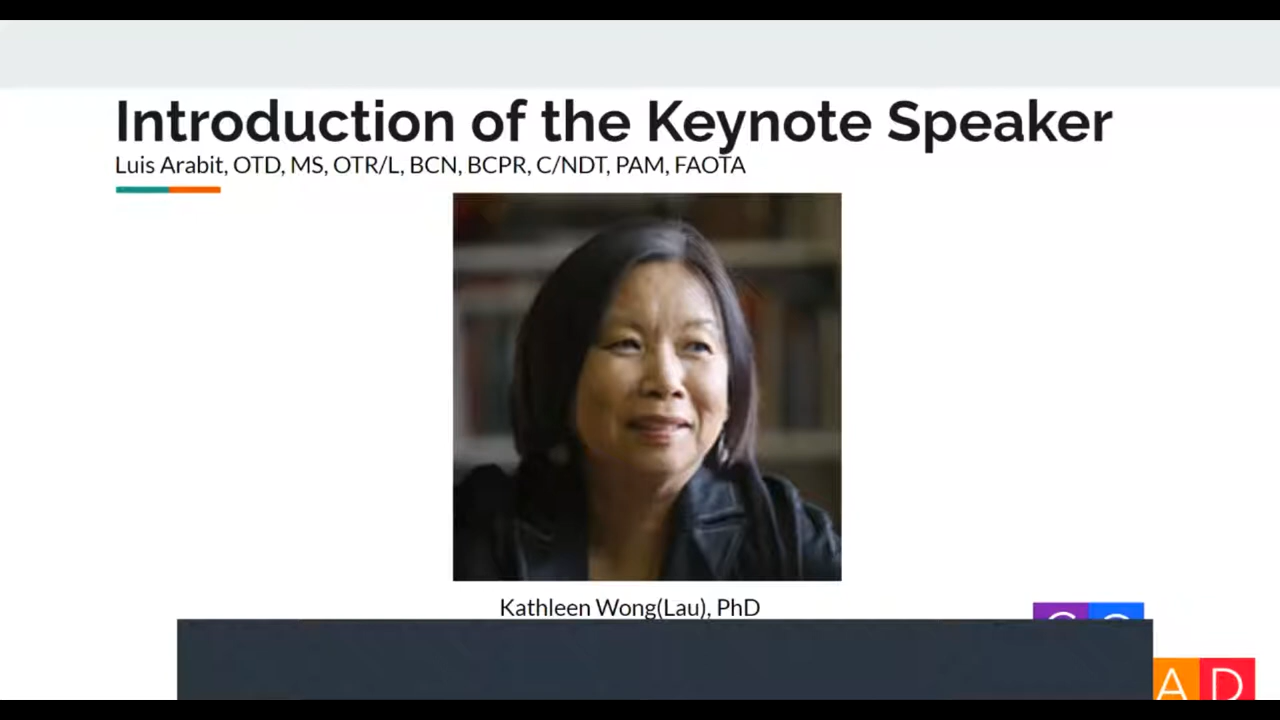 Introduction of the Keynote Speaker
Luis Arabit, OTD, MS, OTR/L, BCN, BCPR, C/NDT, PAM, FAOTA
Kathleen Wong(Lau), PhD
A D